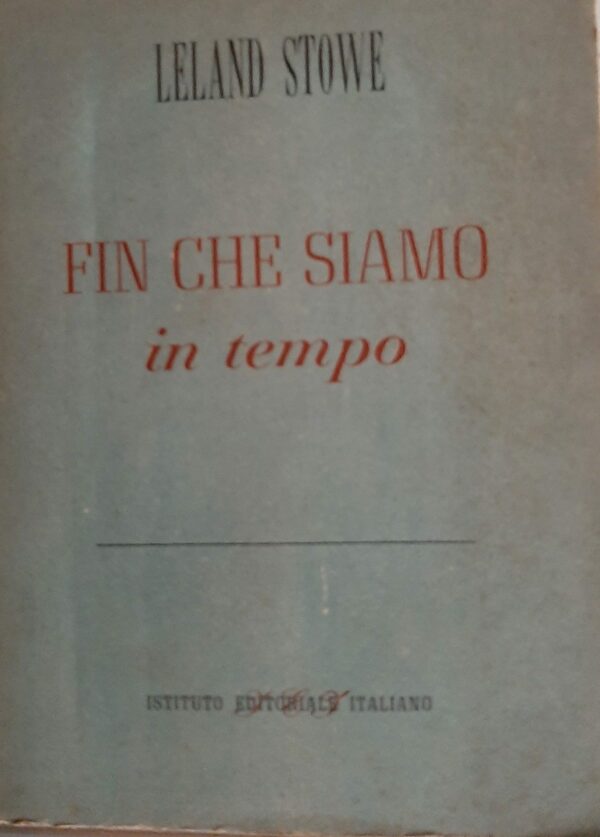 LELAND STOWE
FIN CHE SIAMO
in tempo
ISTITUTO EDITORIALE ITALIANO